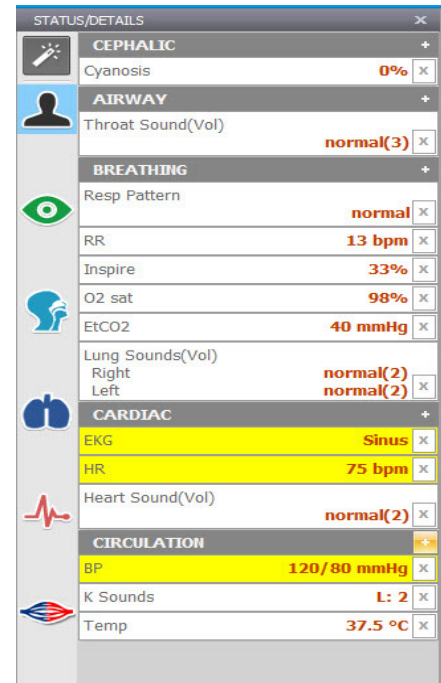 STATUS/DETAILS ×
CEPHALIC +
Cyanosis 0% ×
AIRWAY +
Throat Sound(Vol)
normal(3) ×
BREATHING +
Resp Pattern
normal ×
RR 13 bpm ×
Inspire 33% ×
O2 sat 98% ×
EtCO2 40 mmHg ×
Lung Sounds(Vol)
Right normal(2)
Left normal(2) ×
CARDIAC +
EKG Sinus ×
HR 75 bpm ×
Heart Sound(Vol)
normal(2) ×
CIRCULATION +
BP 120/80 mmHg ×
K Sounds L: 2 ×
Temp 37.5 °C ×